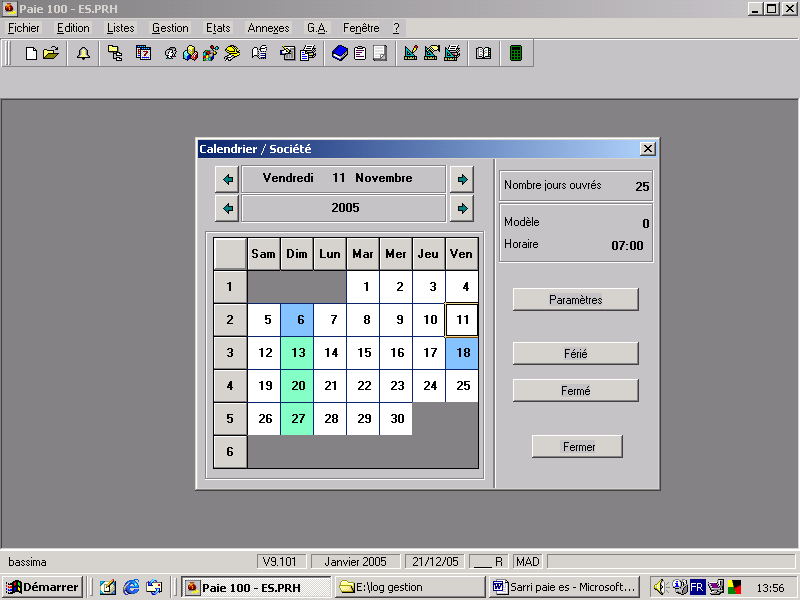 Paie 100 - ES.PRH
Fichier Edition Listes Gestion Etats Annexes G.A. Fenêtre ?
Calendrier / Société
Vendredi 11 Novembre
2005
Nombre jours ouvrés 25
Modèle 0
Horaire 07:00
Sam Dim Lun Mar Mer Jeu Ven
1 1 2 3 4
2 5 6 7 8 9 10 11
3 12 13 14 15 16 17 18
4 19 20 21 22 23 24 25
5 26 27 28 29 30
6
Paramètres
Férié
Fermé
Fermer
bassima V9.101 Janvier 2005 21/12/05 ___ R MAD
Démarrer Paie 100 - ES.PRH E:\log gestion Sarri paie es - Microsoft... FR 13:56